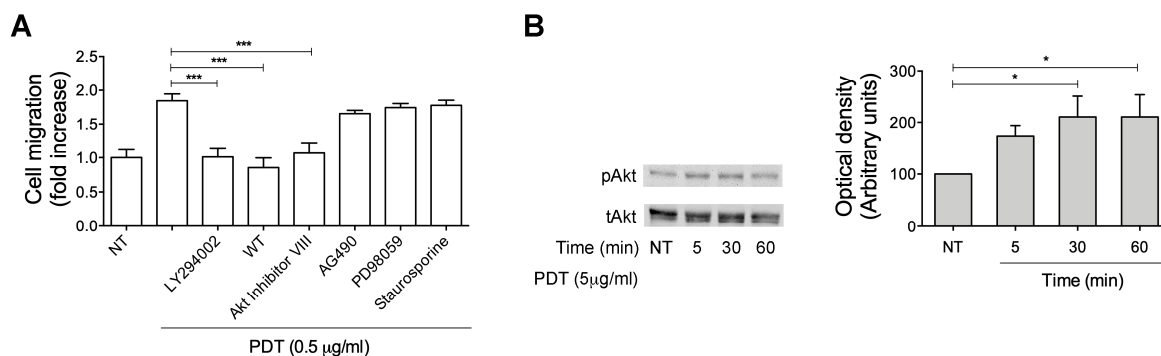 A
Cell migration
(fold increase)
2.5
2.0
1.5
1.0
0.5
0.0
***
***
***
NT
LY294002
WT
Akt Inhibitor VIII
AG490
PD98059
Staurosporine
PDT (0.5 μg/ml)
B
pAkt
tAkt
Time (min) NT 5 30 60
PDT (5μg/ml)
Optical density
(Arbitrary units)
300
200
100
0
*
*
NT 5 30 60
Time (min)